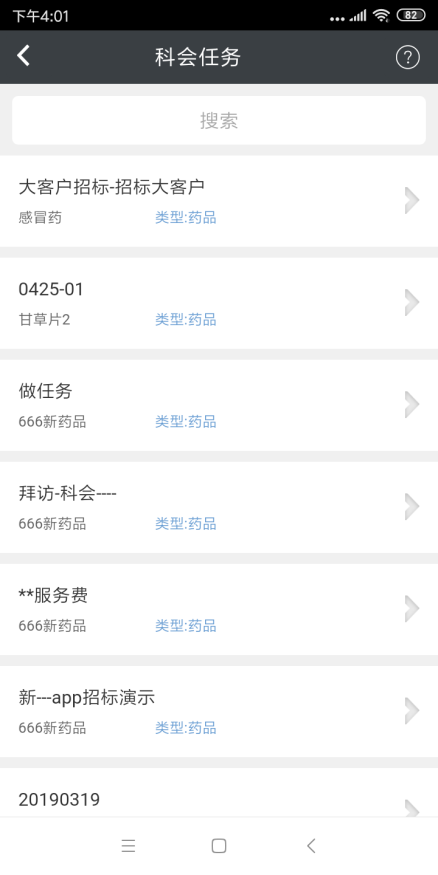 下午4:01
82
科会任务
?
搜索
大客户招标-招标大客户
感冒药 类型:药品
0425-01
甘草片2 类型:药品
做任务
666新药品 类型:药品
拜访-科会----
666新药品 类型:药品
**服务费
666新药品 类型:药品
新---app招标演示
666新药品 类型:药品
20190319